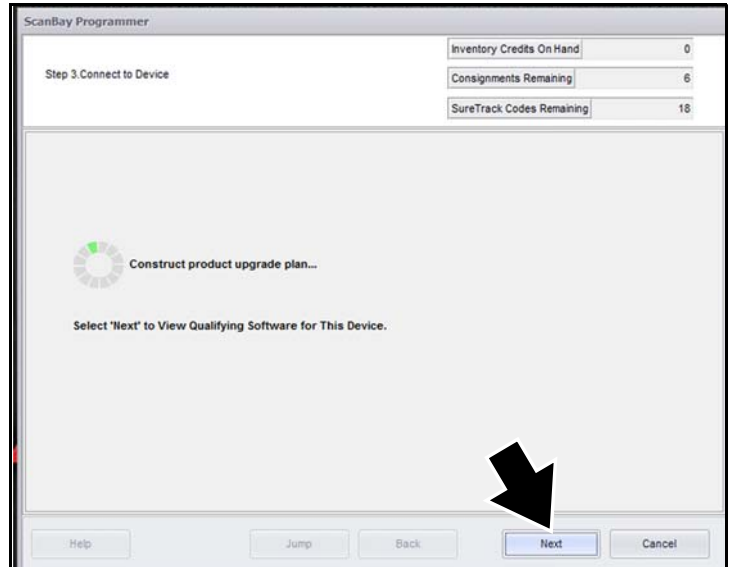 ScanBay Programmer
Step 3.Connect to Device
Inventory Credits On Hand 0
Consignments Remaining 6
SureTrack Codes Remaining 18
Construct product upgrade plan...
Select 'Next' to View Qualifying Software for This Device.
Help Jump Back Next Cancel